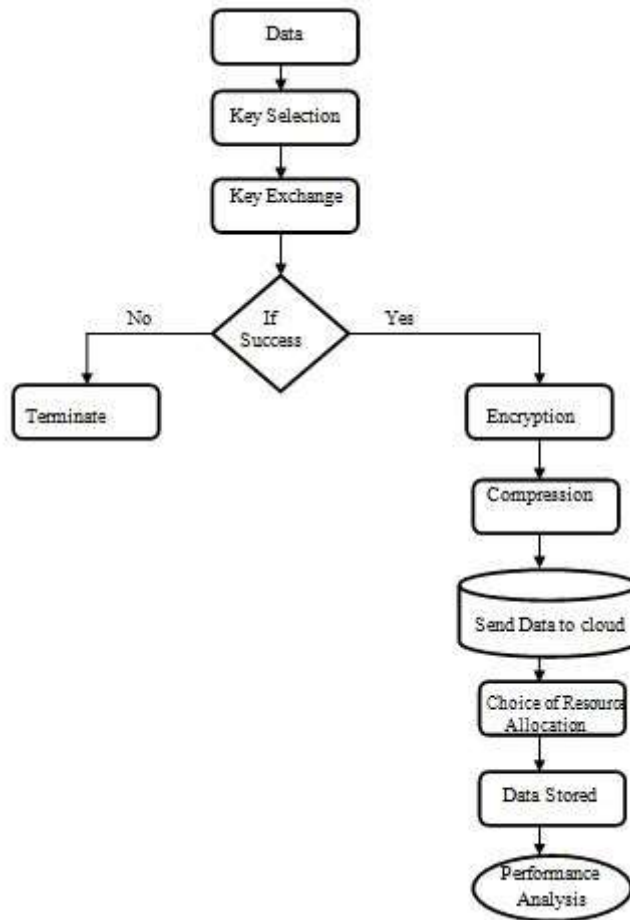 Data
Key Selection
Key Exchange
If
Success
No
Yes
Terminate
Encryption
Compression
Send Data to cloud
Choice of Resource
Allocation
Data Stored
Performance
Analysis